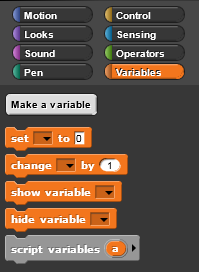 Motion Control
Looks Sensing
Sound Operators
Pen Variables
Make a variable
set to 0
change by 1
show variable
hide variable
script variables a